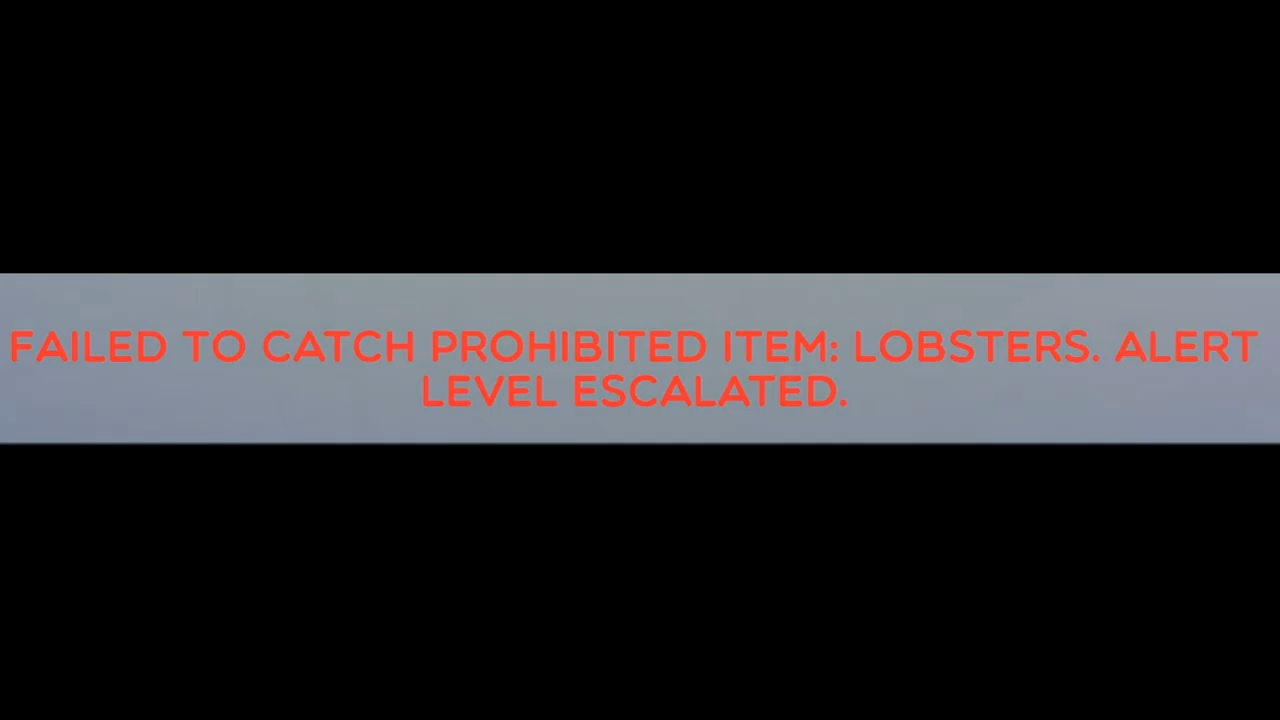 FAILED TO CATCH PROHIBITED ITEM: LOBSTERS. ALERT
LEVEL ESCALATED.